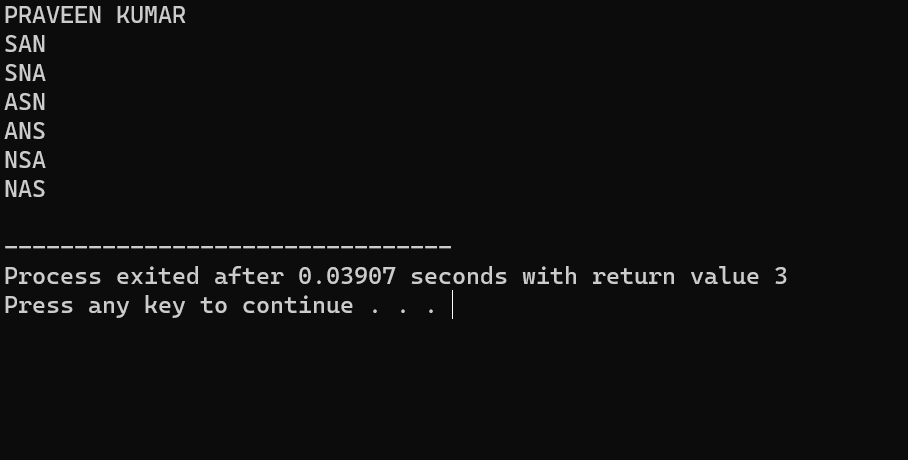 PRAVEEN KUMAR
SAN
SNA
ASN
ANS
NSA
NAS
--------------------------------
Process exited after 0.03907 seconds with return value 3
Press any key to continue . . .